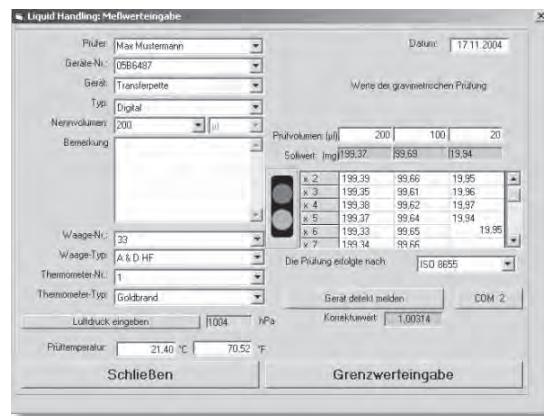 Liquid Handling: Meßwerteingabe
Prüfer: Max Mustermann
Datum: 17.11.2004
Geräte-Nr.: 05B6487
Gerät: Transferpette
Werte der gravimetrischen Prüfung
Typ: Digital
Nennvolumen: 200 µl
Bemerkung
Prüfvolumen (µl) 200 100 20
Sollwert (mg) 199,37 99,69 19,94
x 2 199,39 99,66 19,95
x 3 199,35 99,61 19,96
x 4 199,38 99,62 19,97
x 5 199,37 99,64 19,94
x 6 199,33 99,65 19,95
x 7 199,34 99,66
Waage-Nr.: 33
Waage-Typ: A & D HF
Die Prüfung erfolgte nach: ISO 8655
Thermometer-Nr.: 1
Thermometer-Typ: Goldbrand
Gerät defekt melden COM 2
Luftdruck eingeben 1004 hPa
Korrekturwert: 1,00314
Prüftemperatur: 21,40 °C 70,52 °F
Schließen Grenzwerteingabe